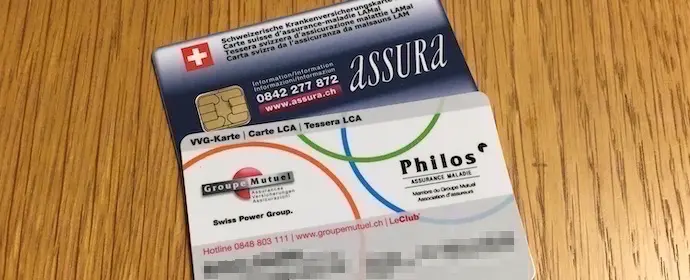 Schweizerische Krankenversicherungskarte
Carte suisse d'assurance-maladie LAMal
Tessera svizzera d'assicurazione malattie LAMal
Carta svizra da l'assicuranza da malsauns LAM
Information/Information
Informazioni/Infurmaziun
0842 277 872
www.assura.ch
ASSURA
VVG-Karte | Carte LCA | Tessera LCA
Groupe Mutuel
Assurances
Versicherungen
Assicurazioni
Swiss Power Group.
Philos
ASSURANCE MALADIE
Membre du Groupe Mutuel
Association d'assureurs
Hotline 0848 803 111 | www.groupemutuel.ch | LeClub